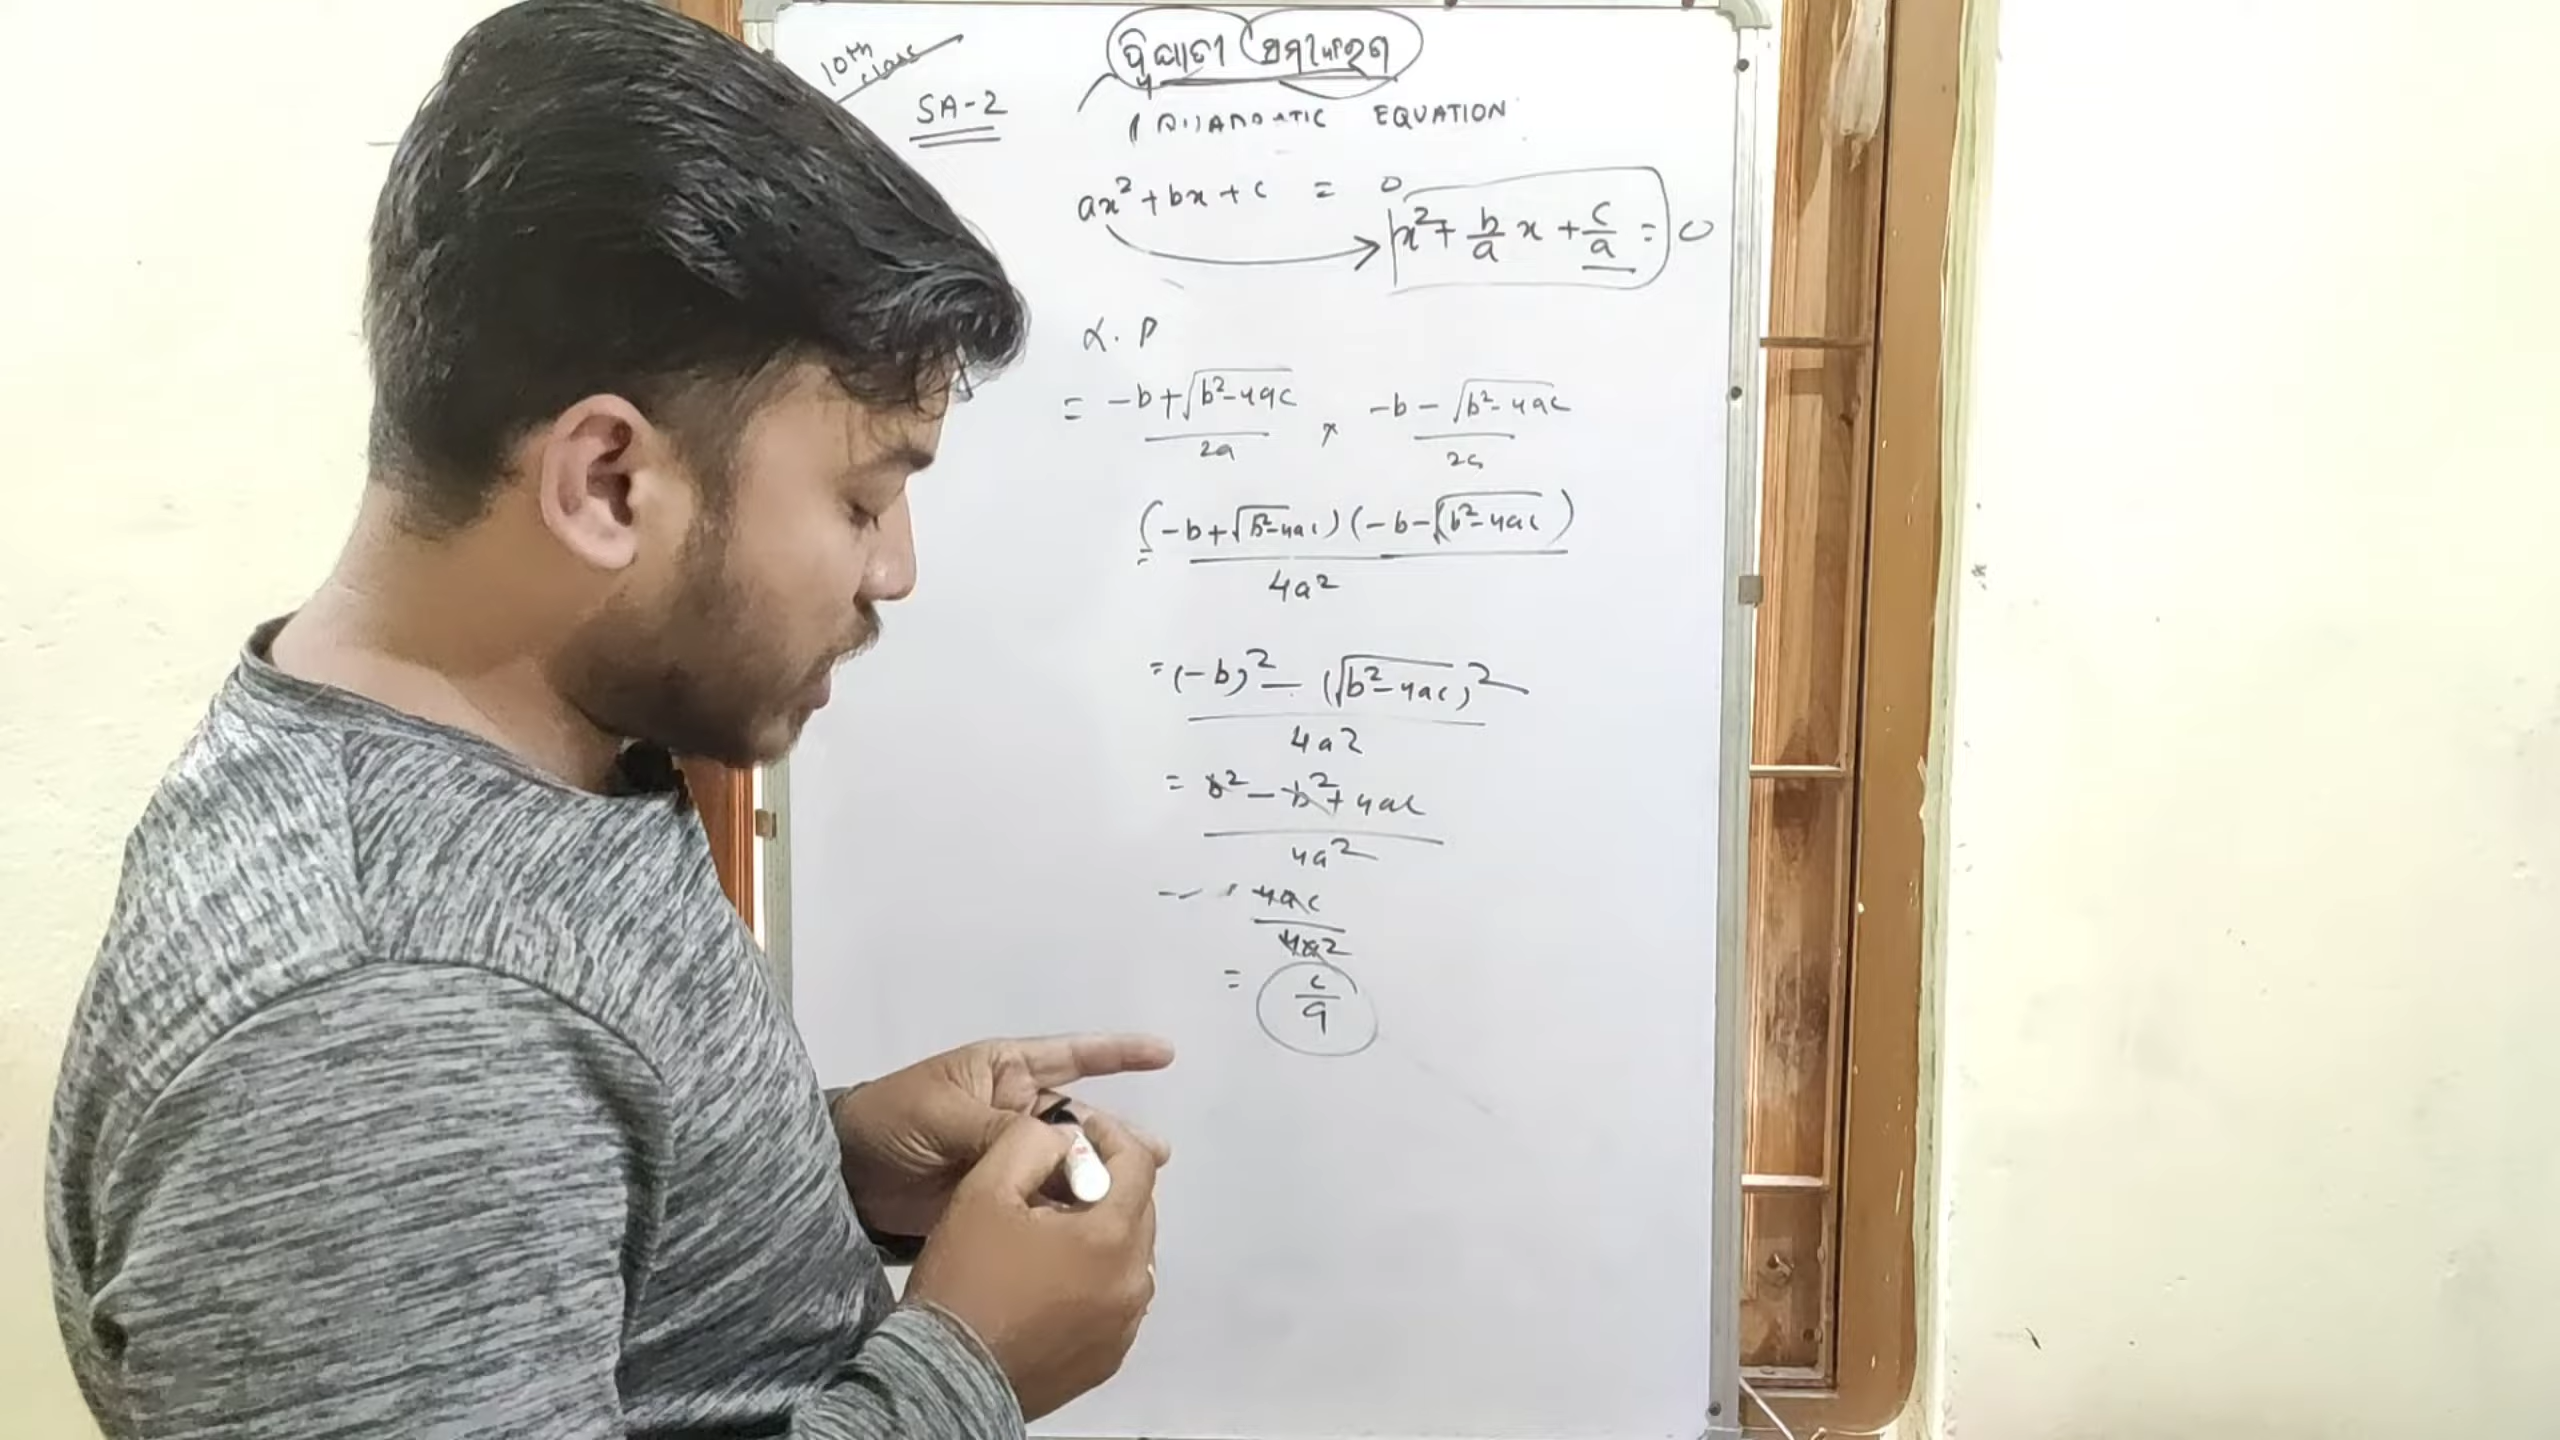 10th class
SA-2
ଦ୍ୱିଘାତୀ ସମୀକରଣ
EQUATION
ax² + bx + c = 0
x² + b/a x + c/a = 0
α . β
= -b + √b² - 4ac / 2a × -b - √b² - 4ac / 2a
= (-b + √b² - 4ac) (-b - √b² - 4ac) / 4a²
= (-b)² - (√b² - 4ac)² / 4a²
= b² - b² + 4ac / 4a²
= 4ac / 4a²
= c/a